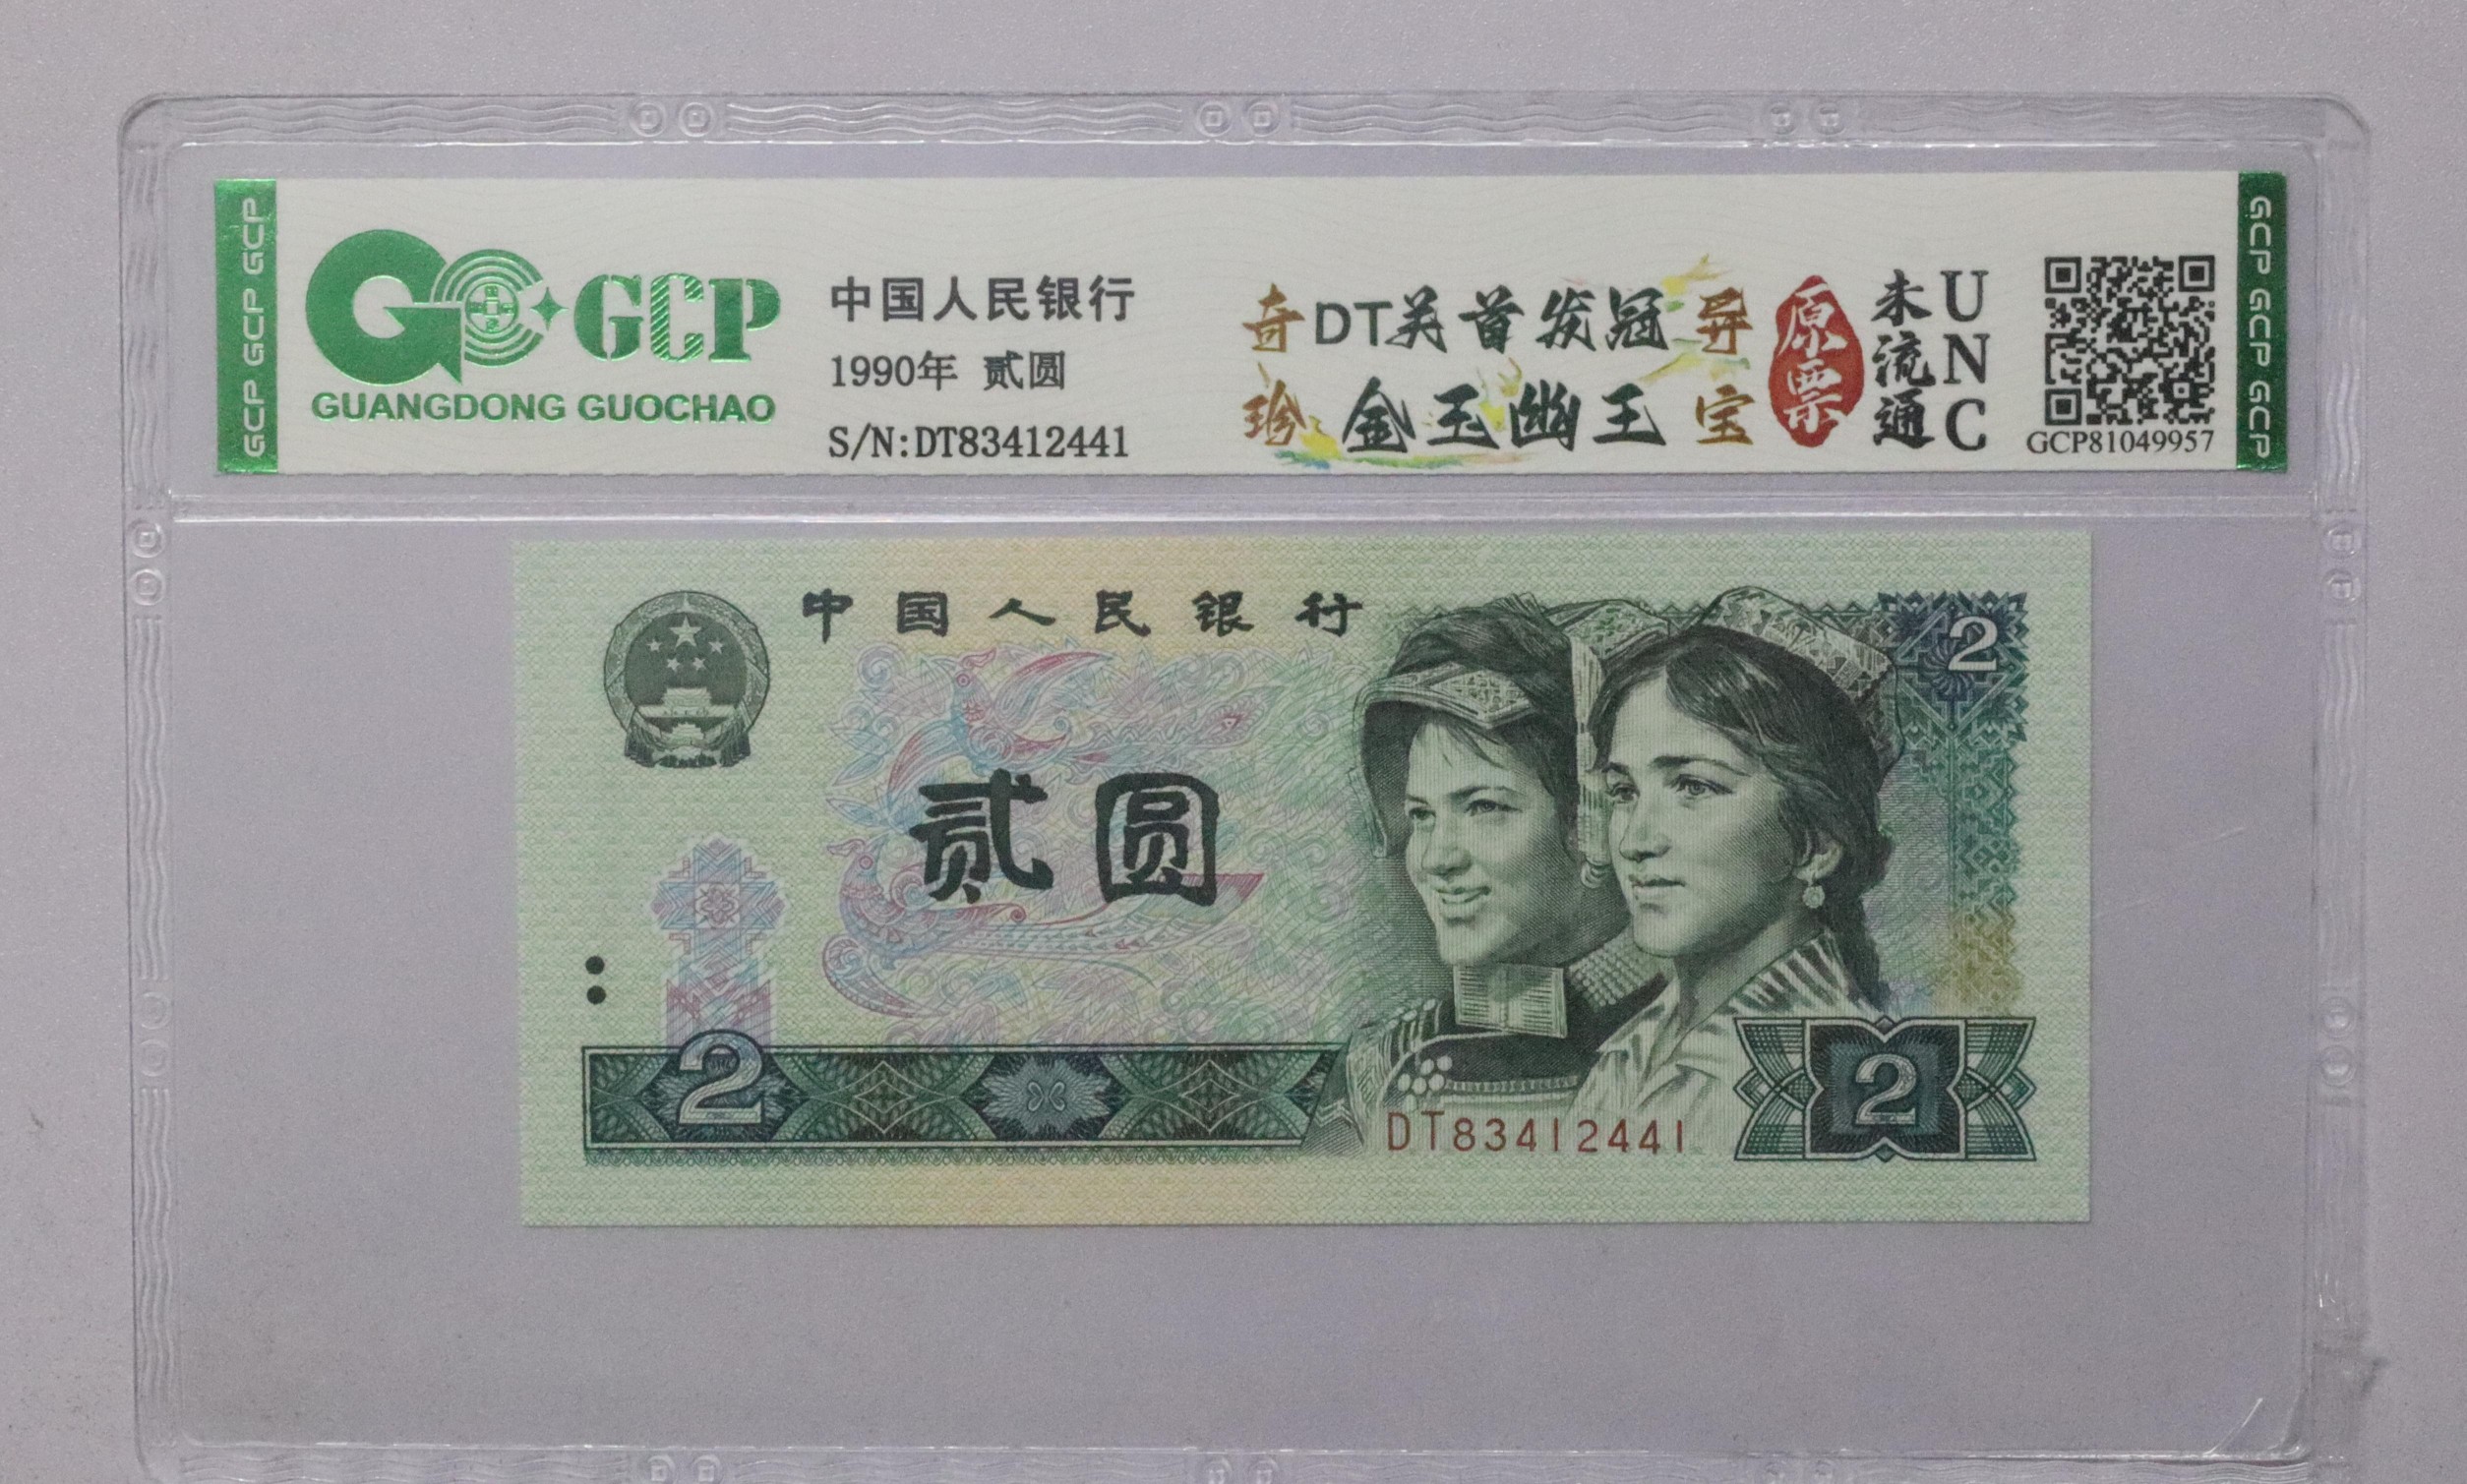 GCP GCP GCP
GCP
GUANGDONG GUOCHAO
中国人民银行
1990年 贰圆
S/N:DT83412441
奇DT英首发冠异
珍金玉幽王宝
原票
未流通
UNC
GCP81049957
GCP GCP GCP
中国人民银行
2
贰圆
2
DT83412441
2